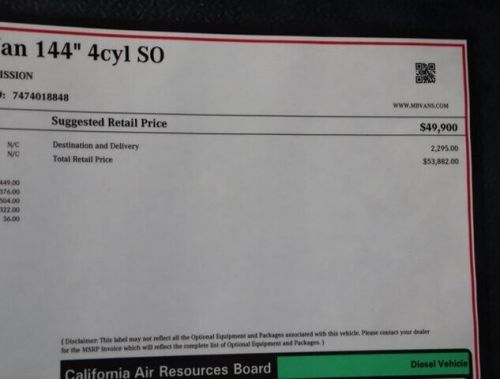 an 144" 4cyl SO
ISSION
#: 7474018848
WWW.MBVANS.COM
Suggested Retail Price $49,900
N/C Destination and Delivery 2,295.00
N/C Total Retail Price $53,882.00
449.00
376.00
504.00
322.00
36.00
( Disclaimer: This label may not reflect all the Optional Equipment and Packages associated with this vehicle. Please contact your dealer
for the MSRP Invoice which will reflect the complete list of Optional Equipment and Packages. )
California Air Resources Board Diesel Vehicle